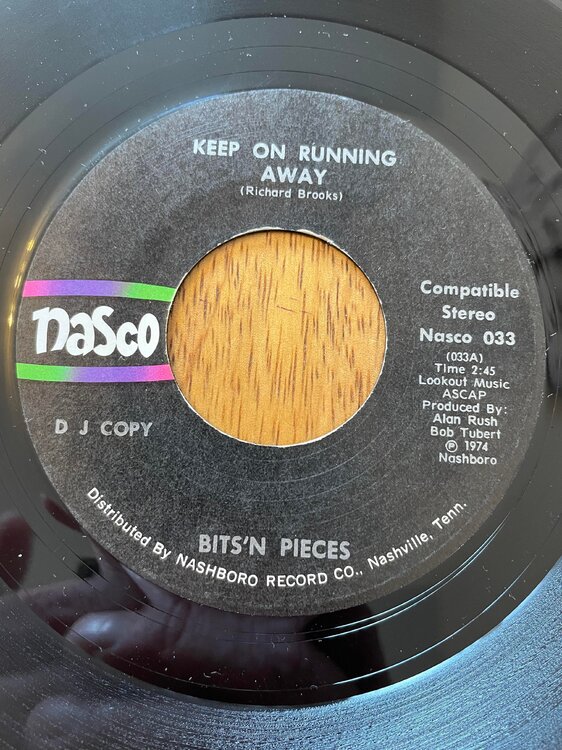 KEEP ON RUNNING
AWAY
(Richard Brooks)
nasco
D J COPY
Compatible
Stereo
Nasco 033
(033A)
Time 2:45
Lookout Music
ASCAP
Produced By:
Alan Rush
Bob Tubert
℗ 1974
Nashboro
BITS'N PIECES
Distributed By NASHBORO RECORD CO., Nashville, Tenn.